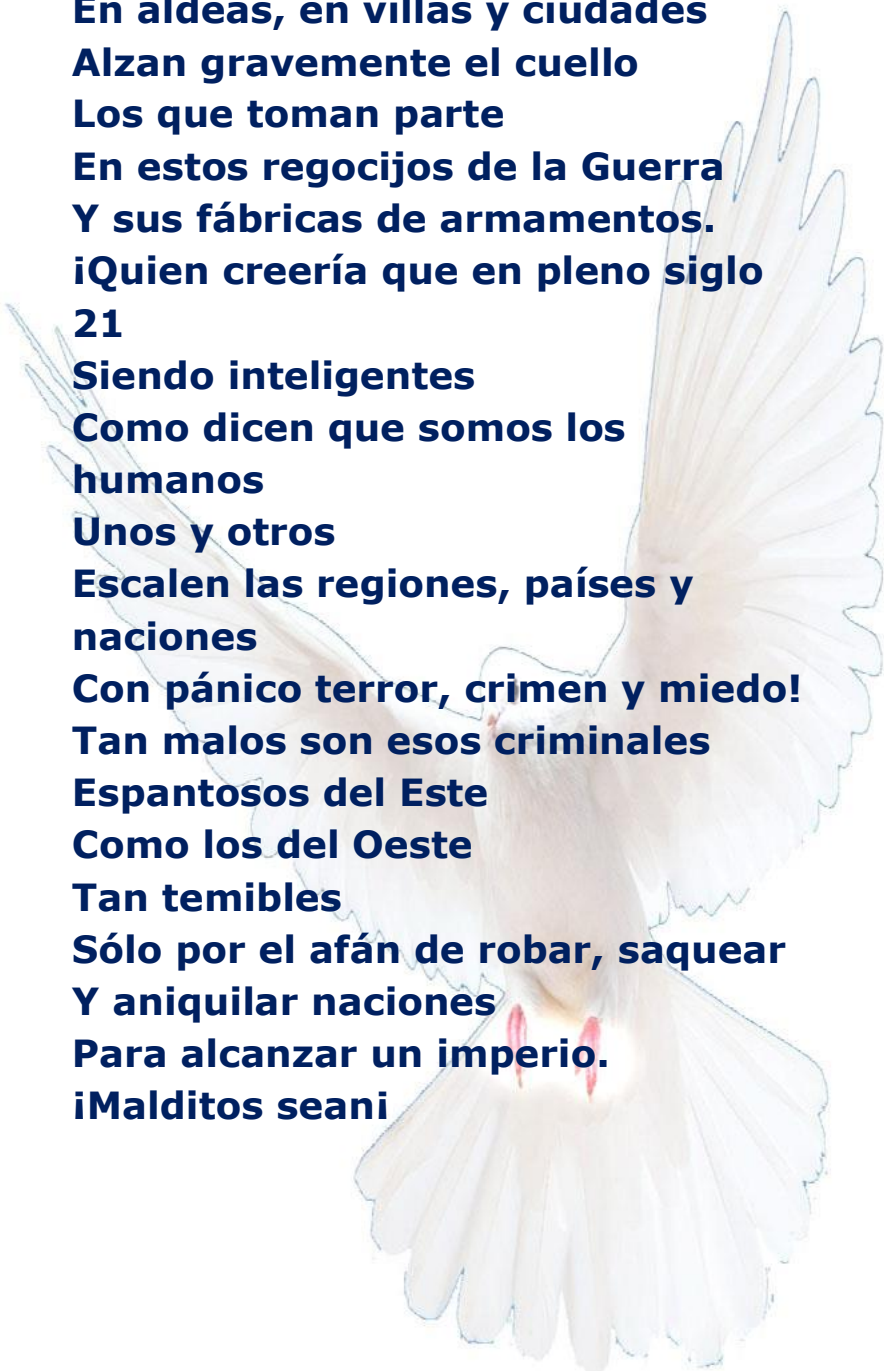 En aldeas, en villas y ciudades
Alzan gravemente el cuello
Los que toman parte
En estos regocijos de la Guerra
Y sus fábricas de armamentos.
¡Quien creería que en pleno siglo
21
Siendo inteligentes
Como dicen que somos los
humanos
Unos y otros
Escalen las regiones, países y
naciones
Con pánico terror, crimen y miedo!
Tan malos son esos criminales
Espantosos del Este
Como los del Oeste
Tan temibles
Sólo por el afán de robar, saquear
Y aniquilar naciones
Para alcanzar un imperio.
¡Malditos sean¡